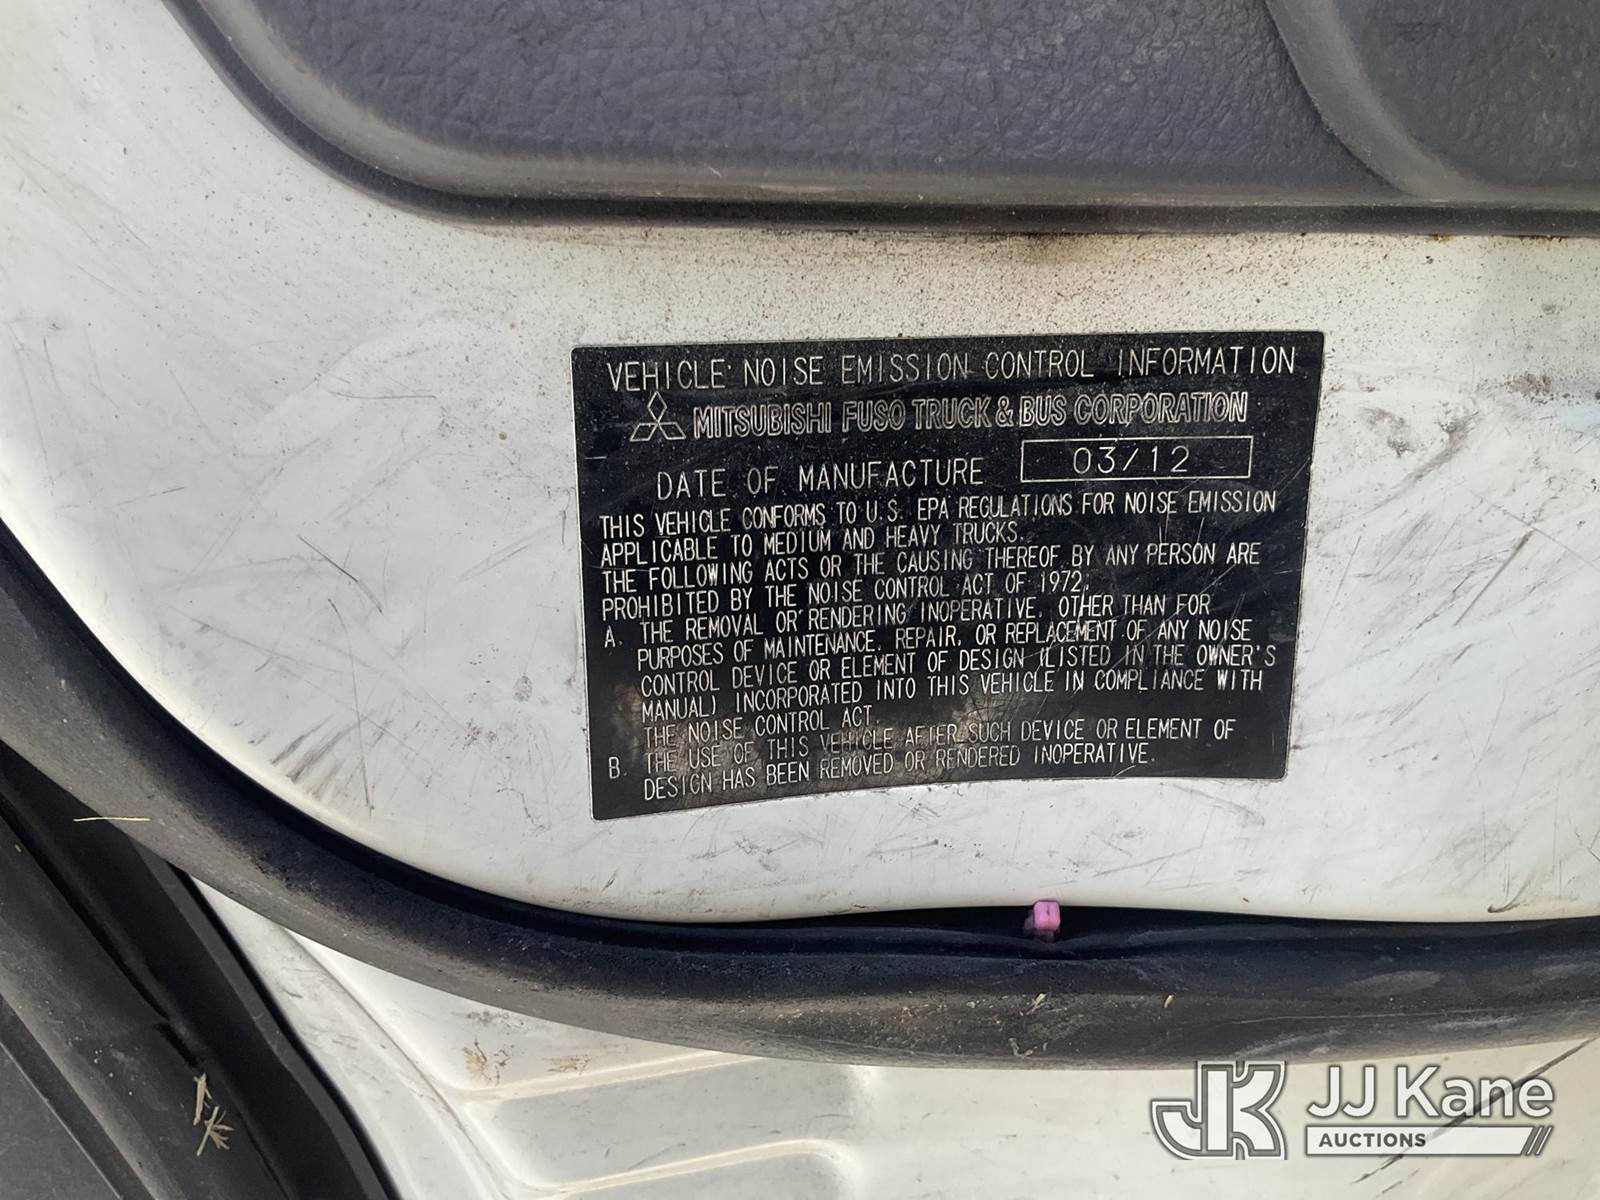 VEHICLE NOISE EMISSION CONTROL INFORMATION
MITSUBISHI FUSO TRUCK & BUS CORPORATION
DATE OF MANUFACTURE 03/12
THIS VEHICLE CONFORMS TO U.S. EPA REGULATIONS FOR NOISE EMISSION
APPLICABLE TO MEDIUM AND HEAVY TRUCKS.
THE FOLLOWING ACTS OR THE CAUSING THEREOF BY ANY PERSON ARE
PROHIBITED BY THE NOISE CONTROL ACT OF 1972.
A. THE REMOVAL OR RENDERING INOPERATIVE, OTHER THAN FOR
PURPOSES OF MAINTENANCE, REPAIR, OR REPLACEMENT OF ANY NOISE
CONTROL DEVICE OR ELEMENT OF DESIGN (LISTED IN THE OWNER'S
MANUAL) INCORPORATED INTO THIS VEHICLE IN COMPLIANCE WITH
THE NOISE CONTROL ACT.
B. THE USE OF THIS VEHICLE AFTER SUCH DEVICE OR ELEMENT OF
DESIGN HAS BEEN REMOVED OR RENDERED INOPERATIVE.
JK JJ Kane
AUCTIONS